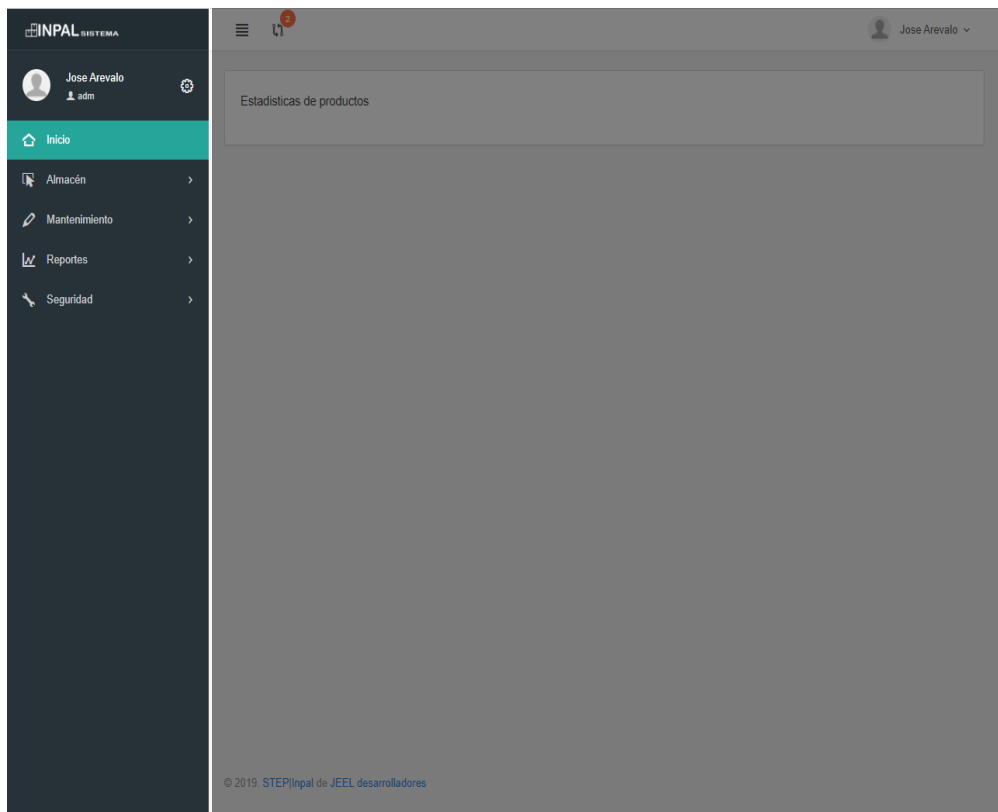 INPAL SISTEMA
2
Jose Arevalo
Jose Arevalo
adm
Inicio
Almacén
Mantenimiento
Reportes
Seguridad
Estadisticas de productos
© 2019. STEP|Inpal de JEEL desarrolladores